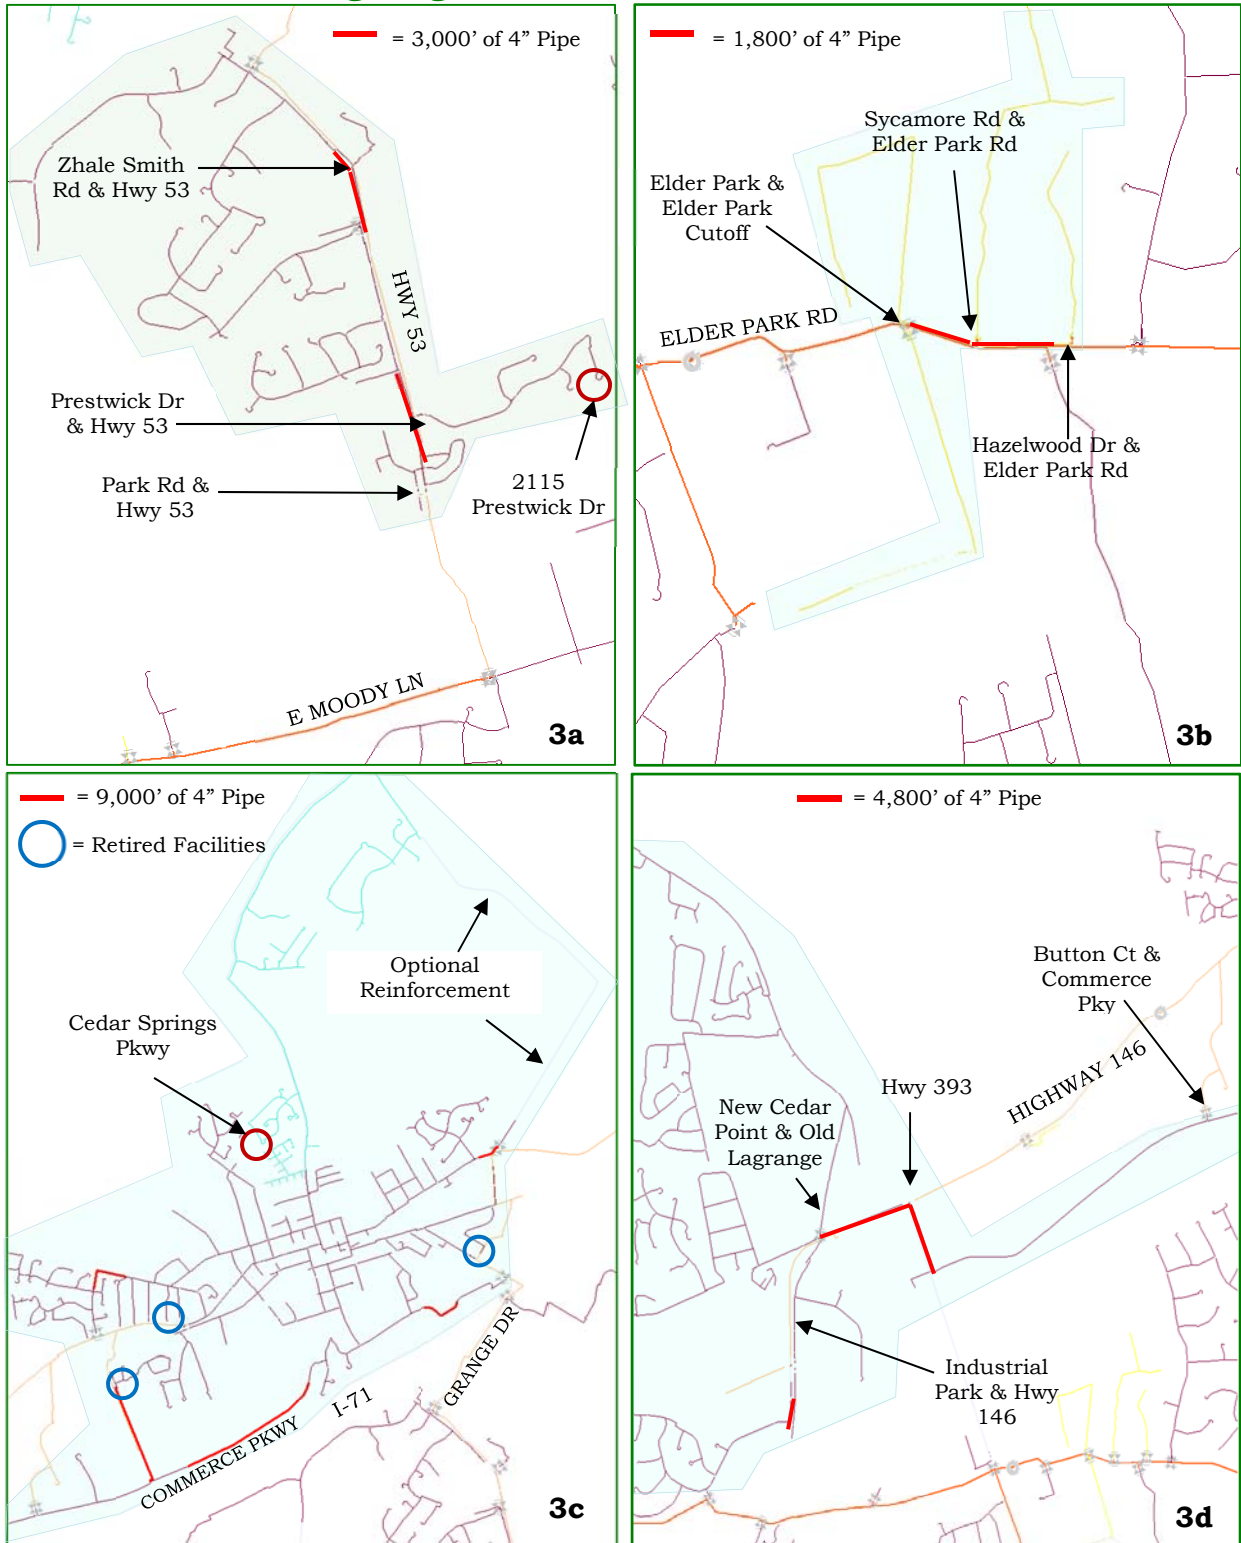 = 3,000’ of 4” Pipe
Zhale Smith
Rd & Hwy 53
HWY 53
Prestwick Dr
& Hwy 53
Park Rd &
Hwy 53
2115
Prestwick Dr
E MOODY LN
3a
= 1,800’ of 4” Pipe
Sycamore Rd &
Elder Park Rd
Elder Park &
Elder Park
Cutoff
ELDER PARK RD
Hazelwood Dr &
Elder Park Rd
3b
= 9,000’ of 4” Pipe
= Retired Facilities
Optional
Reinforcement
Cedar Springs
Pkwy
GRANGE DR
I-71
COMMERCE PKWY
3c
= 4,800’ of 4” Pipe
Button Ct &
Commerce
Pky
HIGHWAY 146
Hwy 393
New Cedar
Point & Old
Lagrange
Industrial
Park & Hwy
146
3d